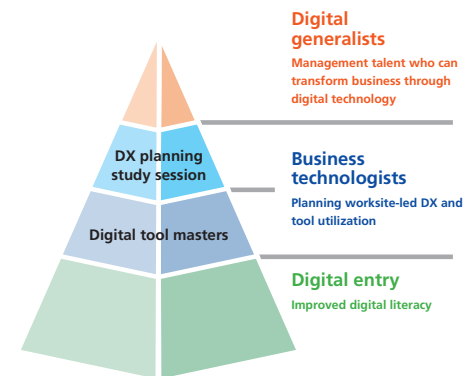 Digital
generalists
Management talent who can
transform business through
digital technology
DX planning
study session
Business
technologists
Planning worksite-led DX and
tool utilization
Digital tool masters
Digital entry
Improved digital literacy